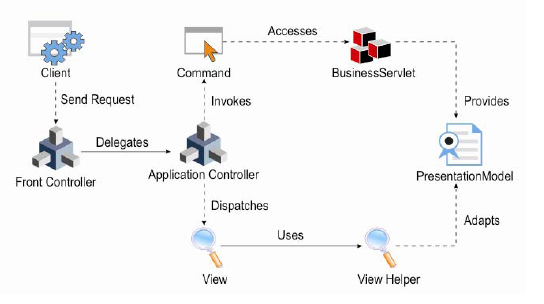 Accesses
Client
Command
BusinessServlet
Send Request
Invokes
Provides
Delegates
Front Controller
Application Controller
PresentationModel
Dispatches
Adapts
Uses
View
View Helper